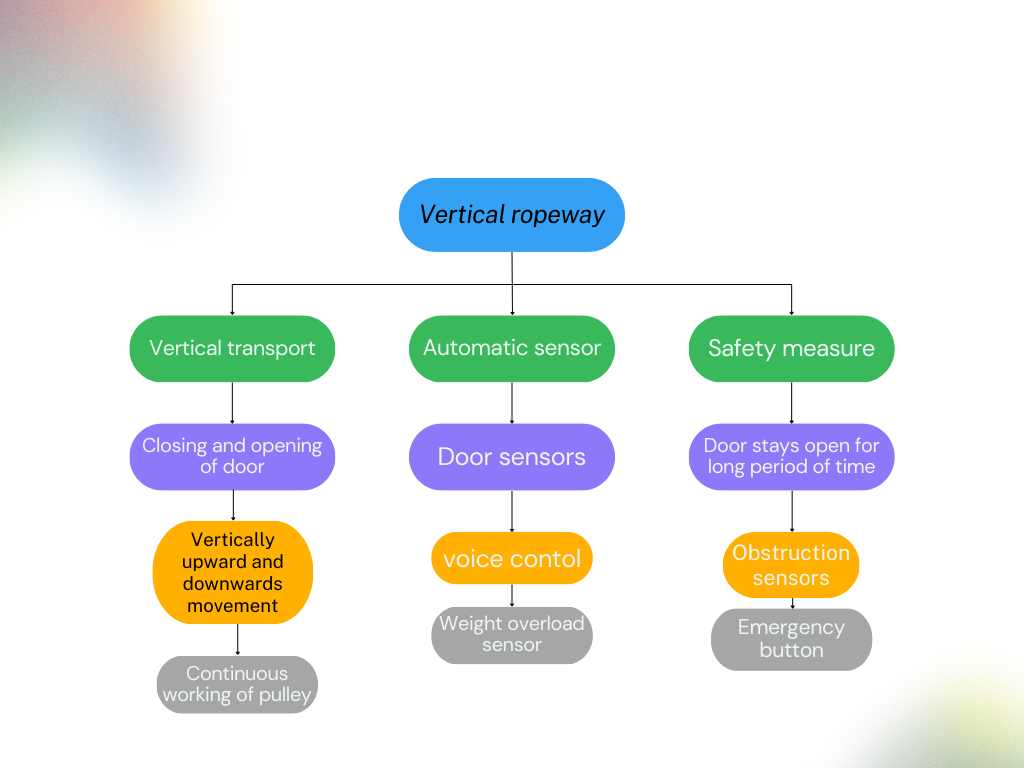 Vertical ropeway
Vertical transport
Automatic sensor
Safety measure
Closing and opening
of door
Door sensors
Door stays open for
long period of time
Vertically
upward and
downwards
movement
voice contol
Obstruction
sensors
Weight overload
sensor
Emergency
button
Continuous
working of pulley